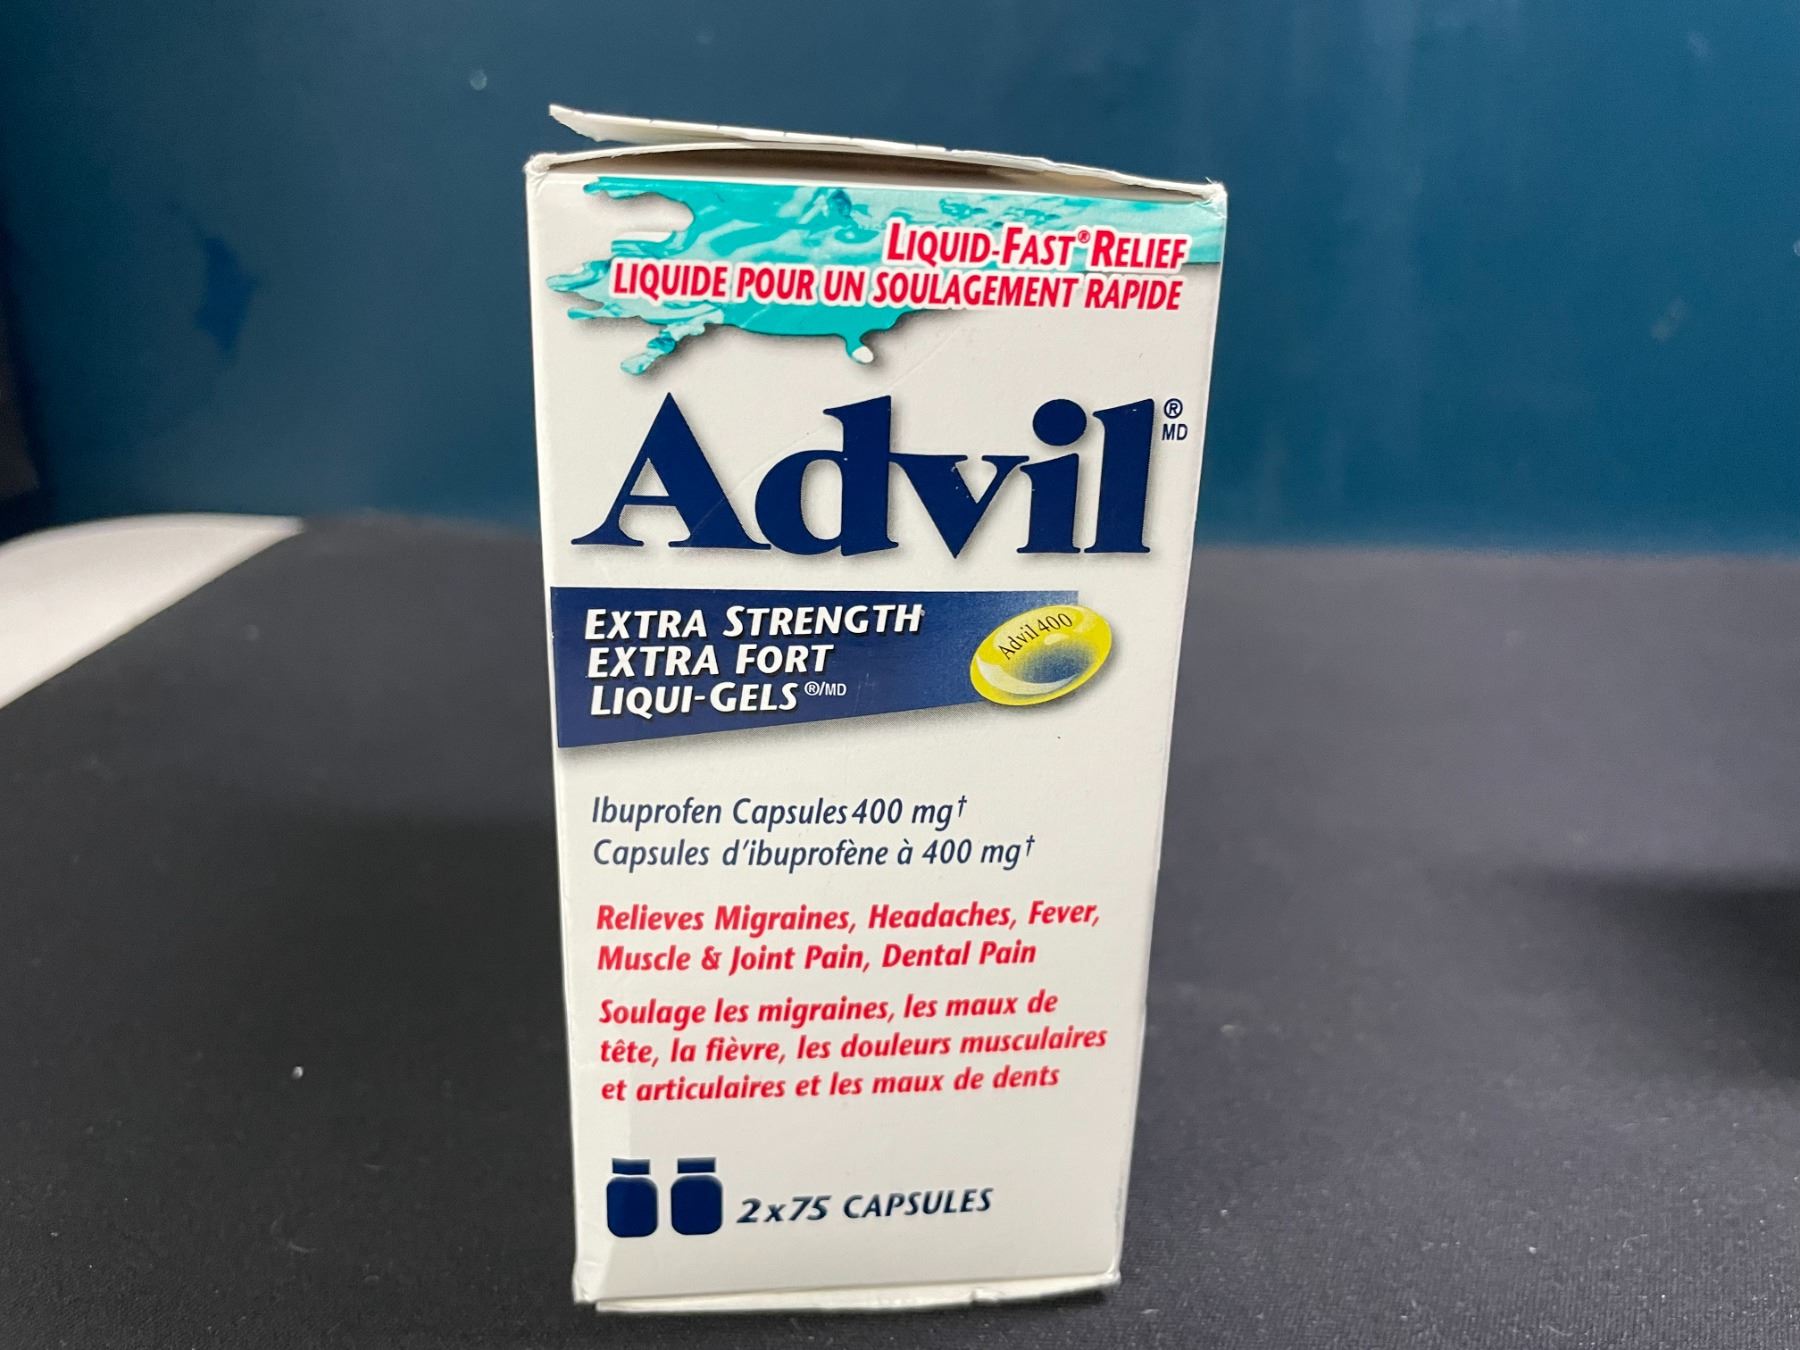 LIQUID-FAST® RELIEF
LIQUIDE POUR UN SOULAGEMENT RAPIDE
Advil®
MD
EXTRA STRENGTH
EXTRA FORT
LIQUI-GELS®/MD
Advil 400
Ibuprofen Capsules 400 mg†
Capsules d'ibuprofène à 400 mg†
Relieves Migraines, Headaches, Fever,
Muscle & Joint Pain, Dental Pain
Soulage les migraines, les maux de
tête, la fièvre, les douleurs musculaires
et articulaires et les maux de dents
2x75 CAPSULES